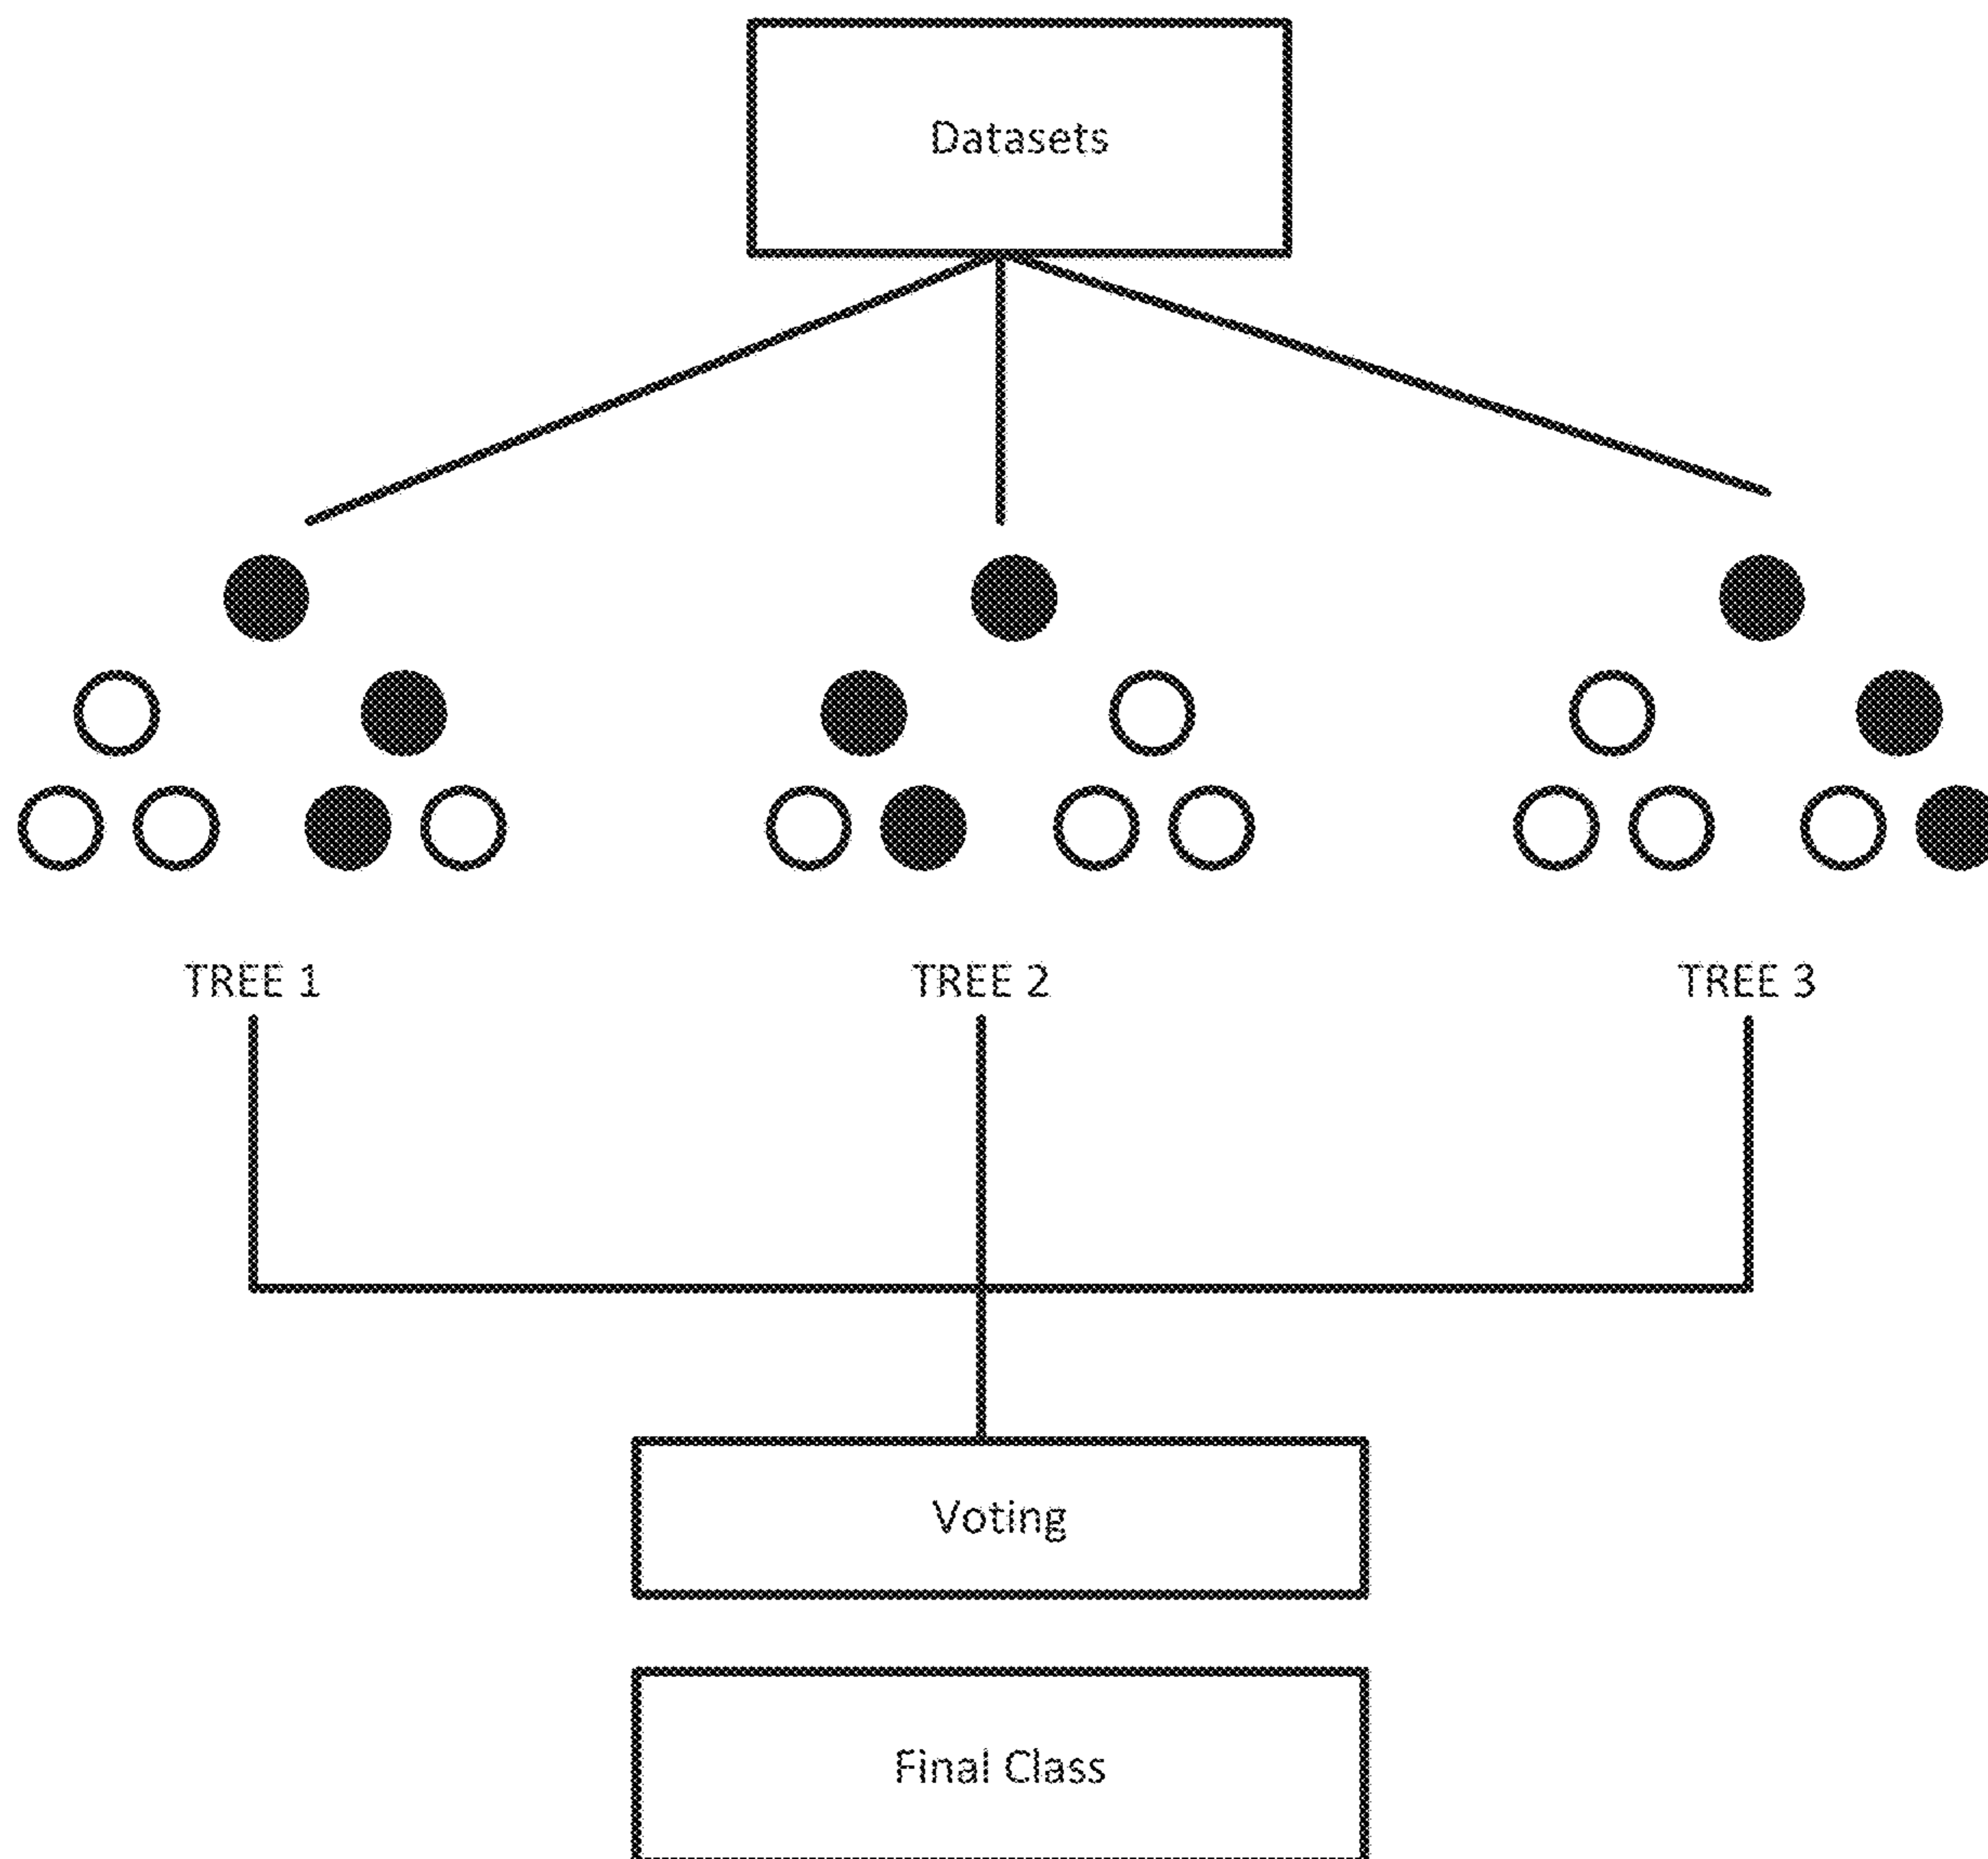 Datasets
TREE 1
TREE 2
TREE 3
Voting
Final Class